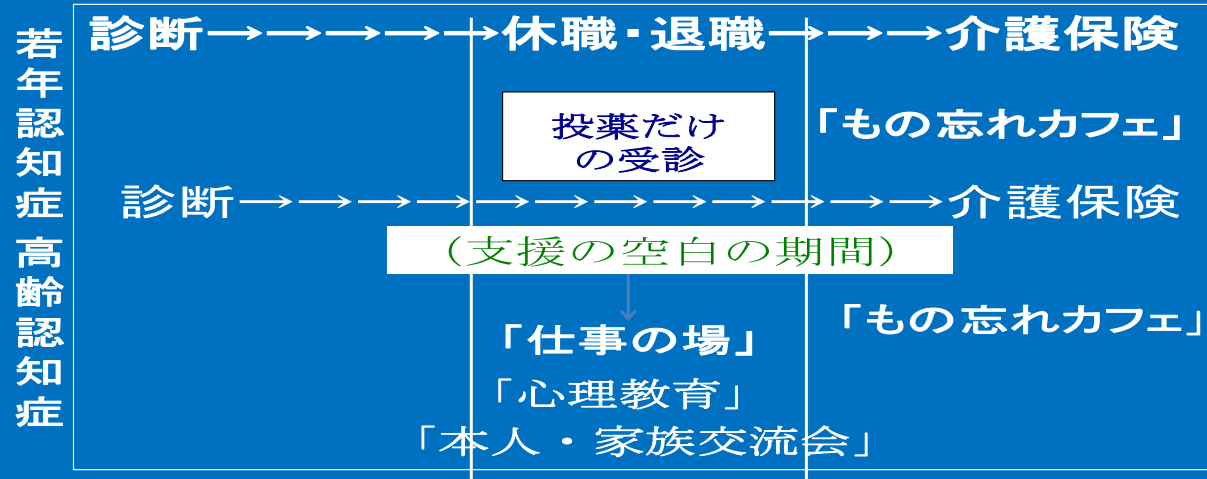 若年認知症 高齢認知症
診断→→→→→休職・退職→→→介護保険
投薬だけ
の受診
「もの忘れカフェ」
診断→→→→→→→→→→→→介護保険
（支援の空白の期間）
↓
「仕事の場」
「もの忘れカフェ」
「心理教育」
「本人・家族交流会」